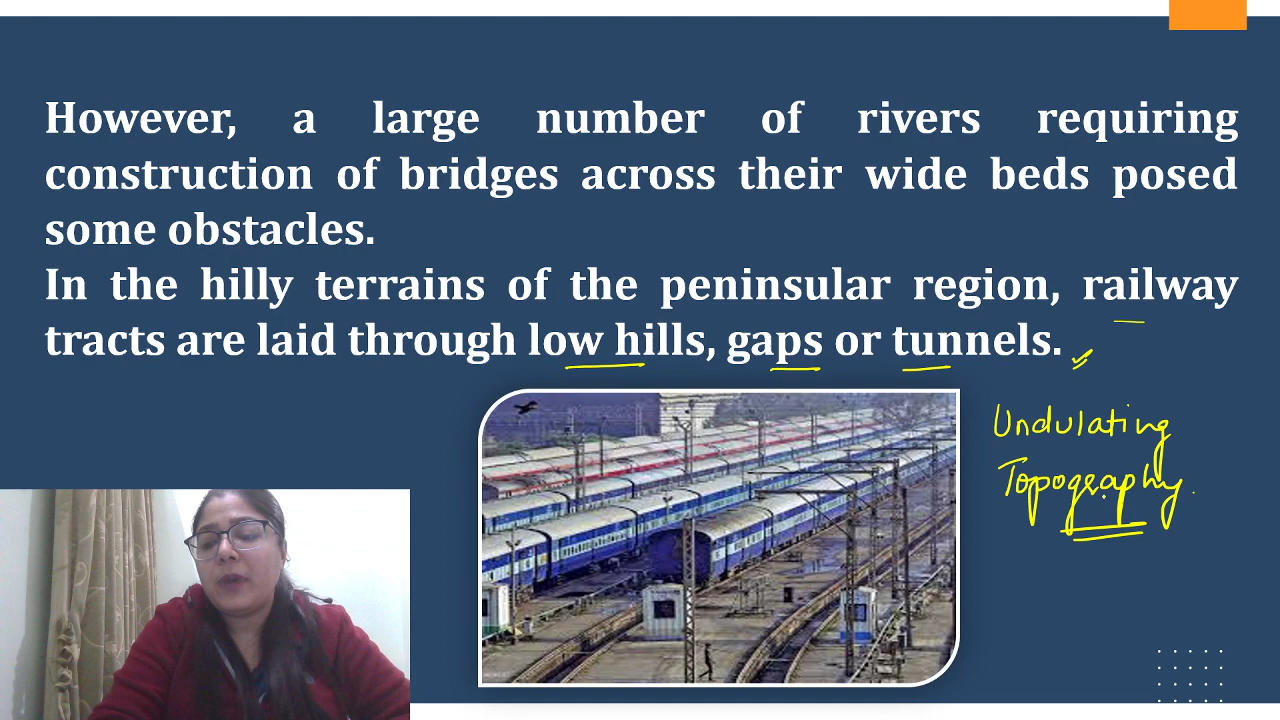 However, a large number of rivers requiring
construction of bridges across their wide beds posed
some obstacles.
In the hilly terrains of the peninsular region, railway
tracts are laid through low hills, gaps or tunnels.
Undulating
Topography.